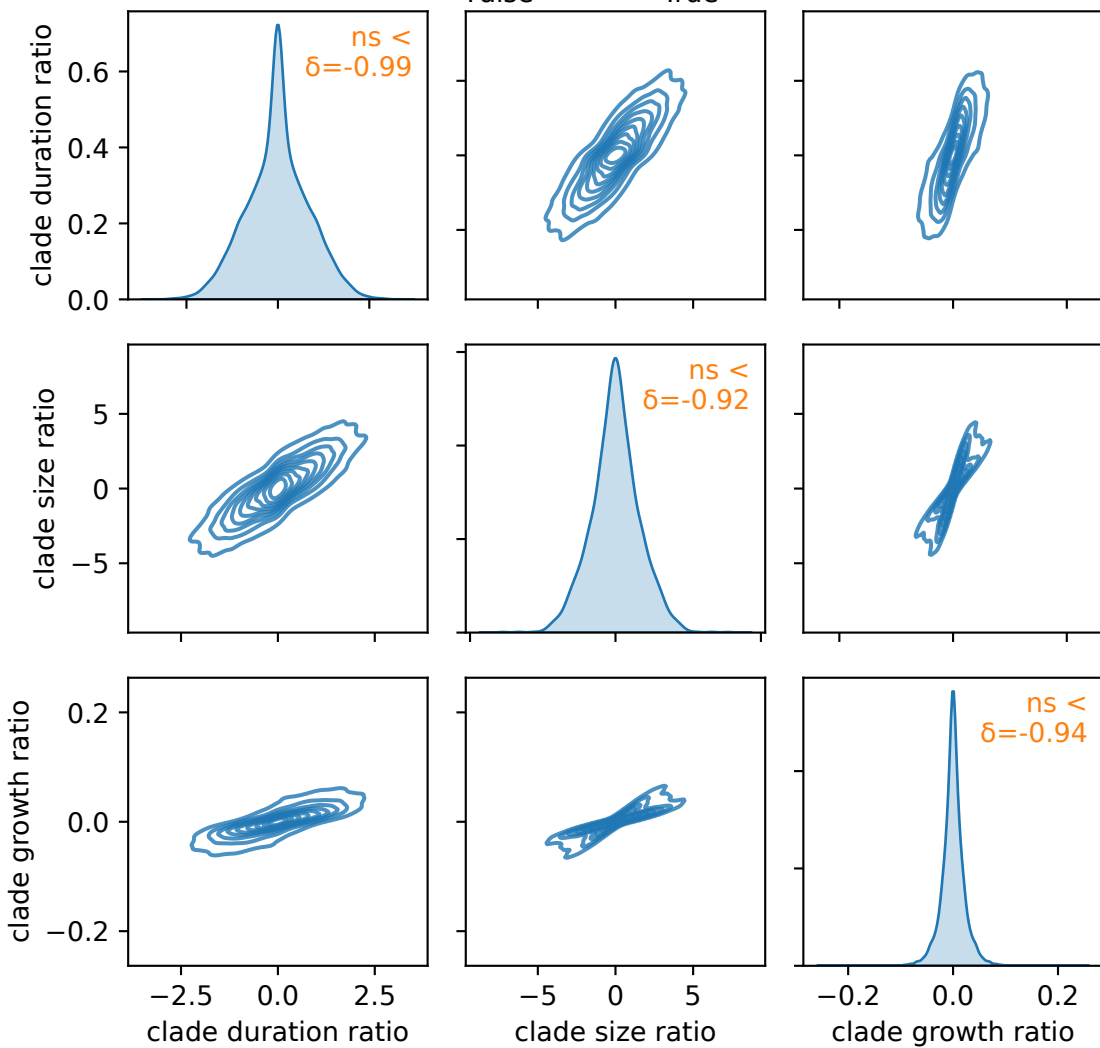 clade duration ratio
0.6
0.4
0.2
0.0
ns <
δ=-0.99
clade size ratio
5
0
−5
ns <
δ=-0.92
clade growth ratio
0.2
0.0
−0.2
ns <
δ=-0.94
−2.5 0.0 2.5
−5 0 5
−0.2 0.0 0.2
clade duration ratio
clade size ratio
clade growth ratio